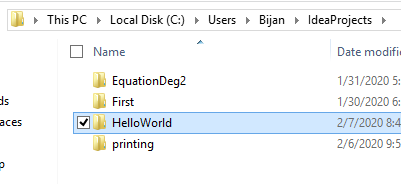 This PC Local Disk (C:) Users Bijan IdeaProjects
Name Date modifie
EquationDeg2 1/31/2020 5:
First 1/30/2020 6:
ds
HelloWorld 2/7/2020 8:4
aces
printing 2/6/2020 9:5
p